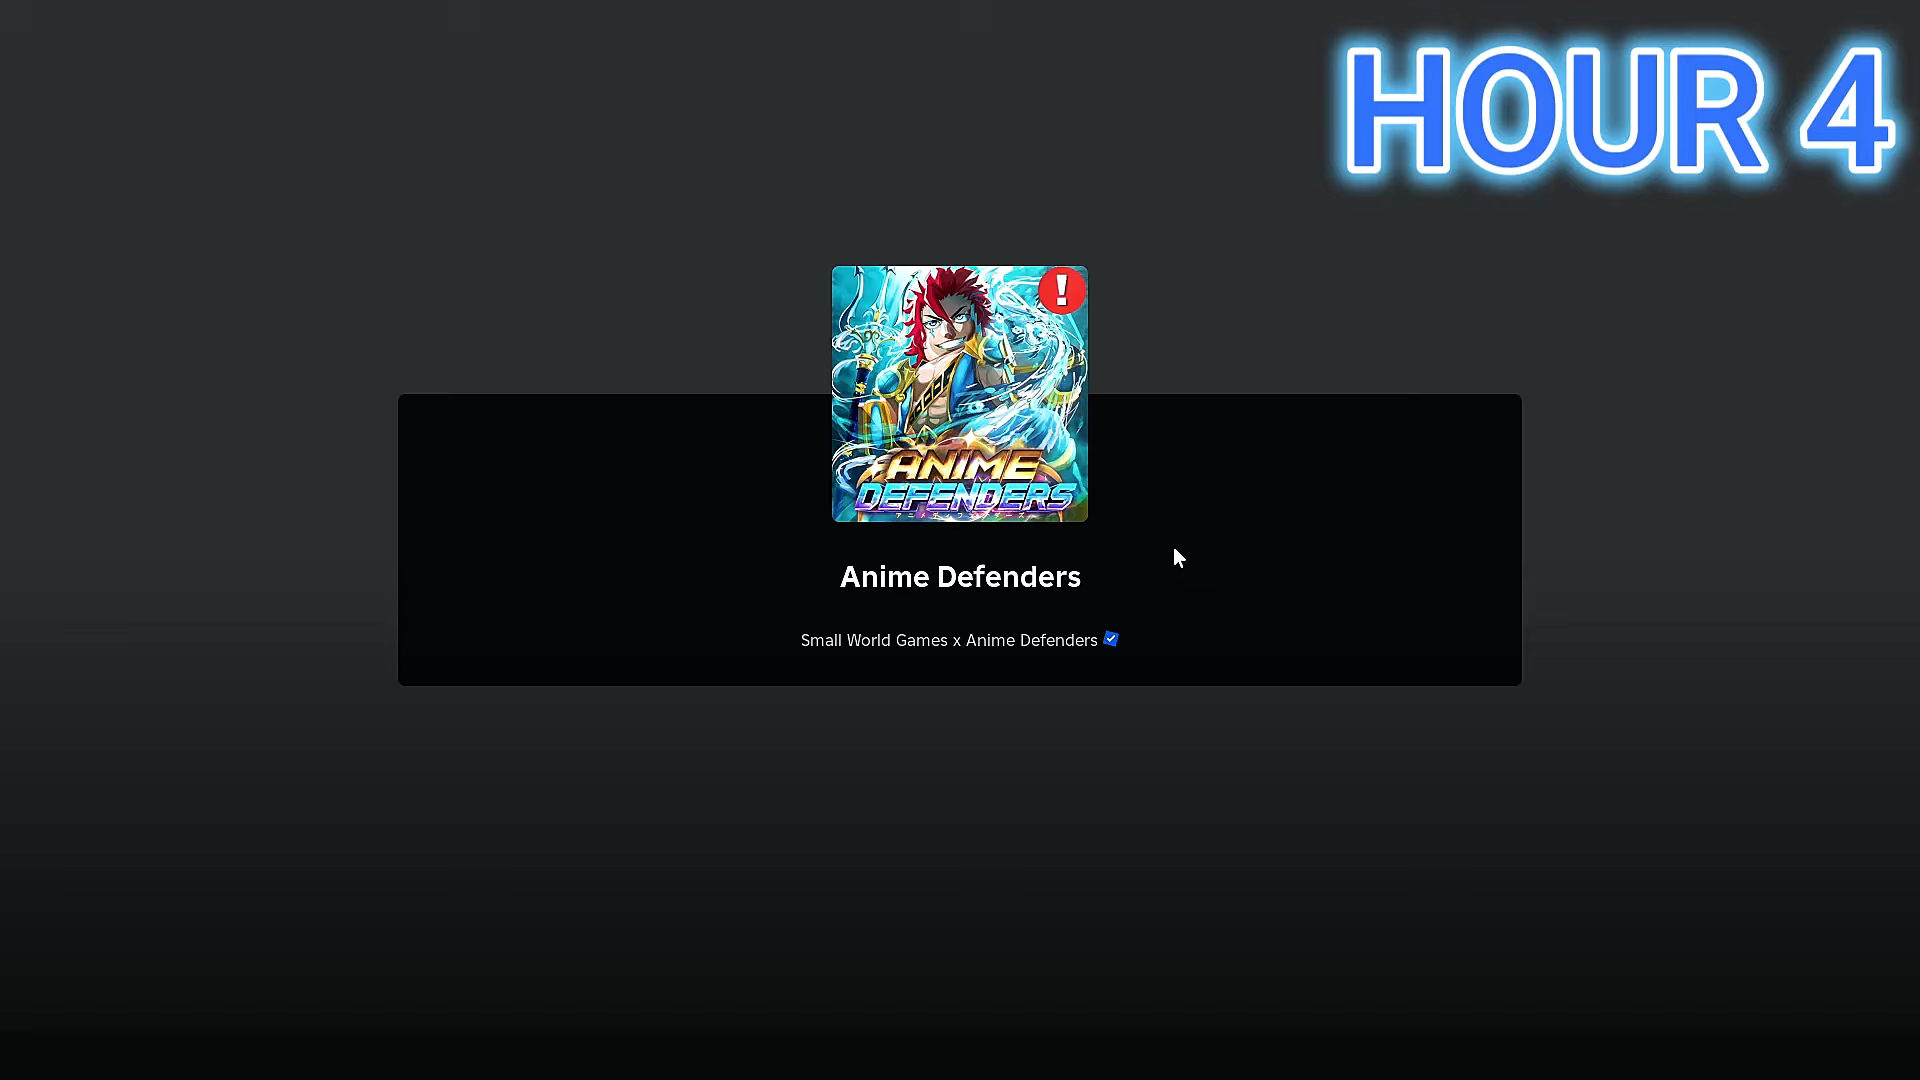 HOUR 4
!
ANIME
DEFENDERS
Anime Defenders
Small World Games x Anime Defenders